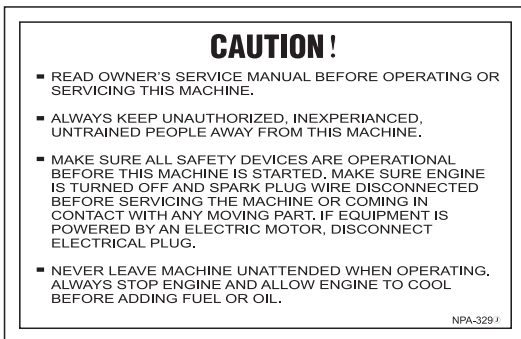 CAUTION!
- READ OWNER'S SERVICE MANUAL BEFORE OPERATING OR
SERVICING THIS MACHINE.
- ALWAYS KEEP UNAUTHORIZED, INEXPERIANCED,
UNTRAINED PEOPLE AWAY FROM THIS MACHINE.
- MAKE SURE ALL SAFETY DEVICES ARE OPERATIONAL
BEFORE THIS MACHINE IS STARTED. MAKE SURE ENGINE
IS TURNED OFF AND SPARK PLUG WIRE DISCONNECTED
BEFORE SERVICING THE MACHINE OR COMING IN
CONTACT WITH ANY MOVING PART. IF EQUIPMENT IS
POWERED BY AN ELECTRIC MOTOR, DISCONNECT
ELECTRICAL PLUG.
- NEVER LEAVE MACHINE UNATTENDED WHEN OPERATING.
ALWAYS STOP ENGINE AND ALLOW ENGINE TO COOL
BEFORE ADDING FUEL OR OIL.
NPA-329